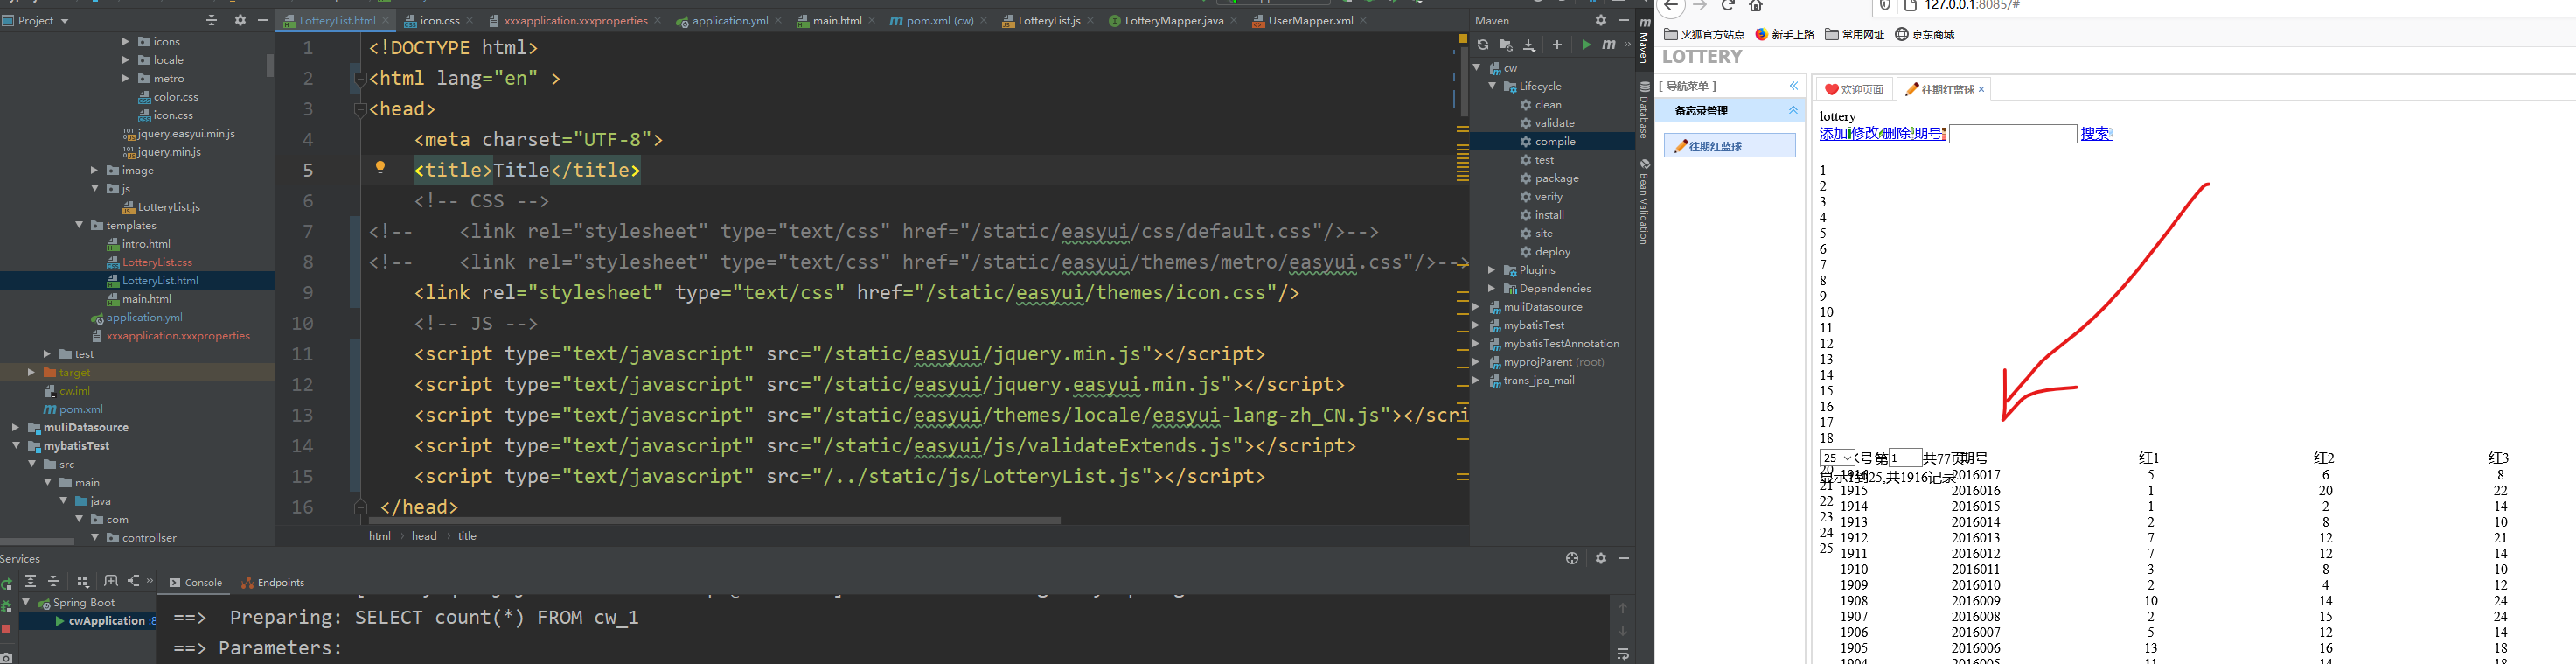 Project
LotteryList.html
icon.css
xxxapplication.xxxproperties
application.yml
main.html
pom.xml (cw)
LotteryList.js
LotteryMapper.java
UserMapper.xml
icons
locale
metro
color.css
icon.css
jquery.easyui.min.js
jquery.min.js
image
js
LotteryList.js
templates
intro.html
LotteryList.css
LotteryList.html
main.html
application.yml
xxxapplication.xxxproperties
test
target
cw.iml
pom.xml
muliDatasource
mybatisTest
src
main
java
com
controllser
1 <!DOCTYPE html>
2 <html lang="en" >
3 <head>
4 <meta charset="UTF-8">
5 <title>Title</title>
6 <!-- CSS -->
7 <!-- <link rel="stylesheet" type="text/css" href="/static/easyui/css/default.css"/>-->
8 <!-- <link rel="stylesheet" type="text/css" href="/static/easyui/themes/metro/easyui.css"/>-->
9 <link rel="stylesheet" type="text/css" href="/static/easyui/themes/icon.css"/>
10 <!-- JS -->
11 <script type="text/javascript" src="/static/easyui/jquery.min.js"></script>
12 <script type="text/javascript" src="/static/easyui/jquery.easyui.min.js"></script>
13 <script type="text/javascript" src="/static/easyui/themes/locale/easyui-lang-zh_CN.js"></scri
14 <script type="text/javascript" src="/static/easyui/js/validateExtends.js"></script>
15 <script type="text/javascript" src="/../static/js/LotteryList.js"></script>
16 </head>
html
head
title
Maven
cw
Lifecycle
clean
validate
compile
test
package
verify
install
site
deploy
Plugins
Dependencies
muliDatasource
mybatisTest
mybatisTestAnnotation
myprojParent (root)
trans_jpa_mail
Maven
Database
Bean Validation
Services
Console
Endpoints
Spring Boot
cwApplication
==> Preparing: SELECT count(*) FROM cw_1
==> Parameters:
127.0.0.1:8085/#
火狐官方站点
新手上路
常用网址
京东商城
LOTTERY
[ 导航菜单 ]
备忘录管理
往期红蓝球
欢迎页面
往期红蓝球
lottery
添加 修改 删除 期号 搜索
1
2
3
4
5
6
7
8
9
10
11
12
13
14
15
16
17
18
25 第 1 共77页 期号 红1 红2 红3
显示1到25,共1916记录
2016017 5 6 8
21 1915 2016016 1 20 22
22 1914 2016015 1 2 14
23 1913 2016014 2 8 10
24 1912 2016013 7 12 21
25 1911 2016012 7 12 14
1910 2016011 3 8 10
1909 2016010 2 4 12
1908 2016009 10 14 24
1907 2016008 2 15 24
1906 2016007 5 12 14
1905 2016006 13 16 18